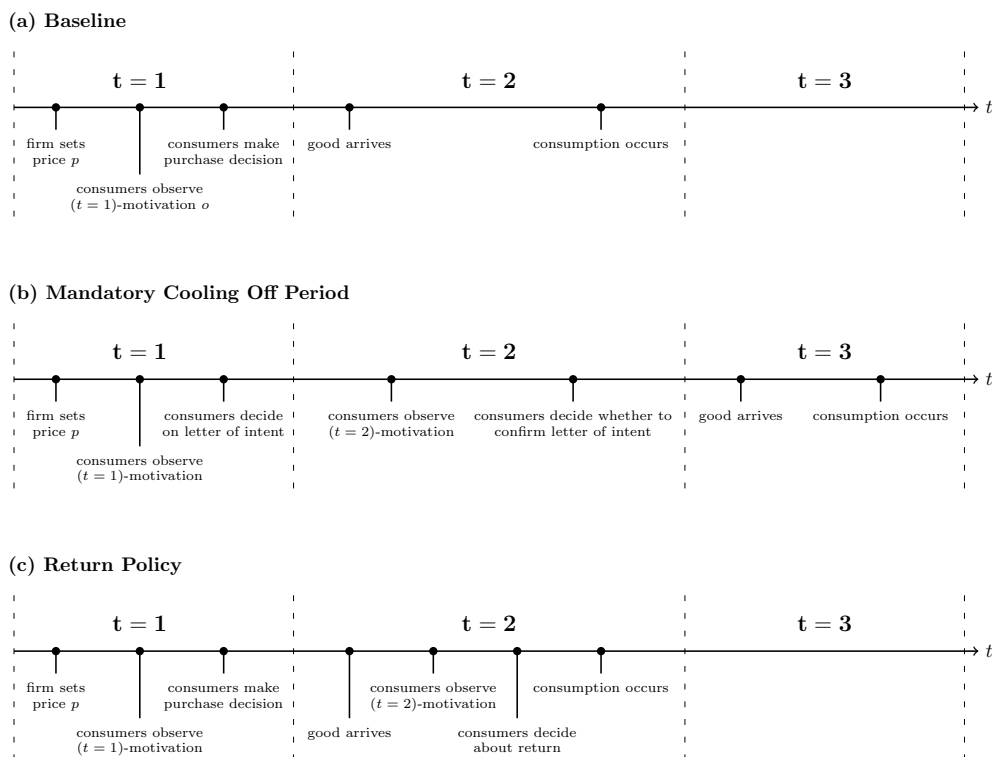 (a) Baseline
t = 1
t = 2
t = 3
t
firm sets
price p
consumers make
purchase decision
good arrives
consumption occurs
consumers observe
(t = 1)-motivation o
(b) Mandatory Cooling Off Period
t = 1
t = 2
t = 3
t
firm sets
price p
consumers decide
on letter of intent
consumers observe
(t = 2)-motivation
consumers decide whether to
confirm letter of intent
good arrives
consumption occurs
consumers observe
(t = 1)-motivation
(c) Return Policy
t = 1
t = 2
t = 3
t
firm sets
price p
consumers make
purchase decision
consumers observe
(t = 2)-motivation
consumption occurs
consumers observe
(t = 1)-motivation
good arrives
consumers decide
about return